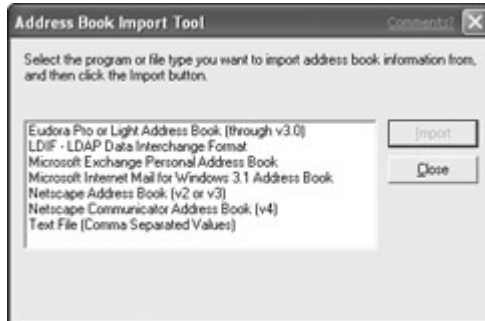 Address Book Import Tool
Comments?
Select the program or file type you want to import address book information from,
and then click the Import button.
Eudora Pro or Light Address Book (through v3.0)
LDIF - LDAP Data Interchange Format
Microsoft Exchange Personal Address Book
Microsoft Internet Mail for Windows 3.1 Address Book
Netscape Address Book (v2 or v3)
Netscape Communicator Address Book (v4)
Text File (Comma Separated Values)
Import
Close